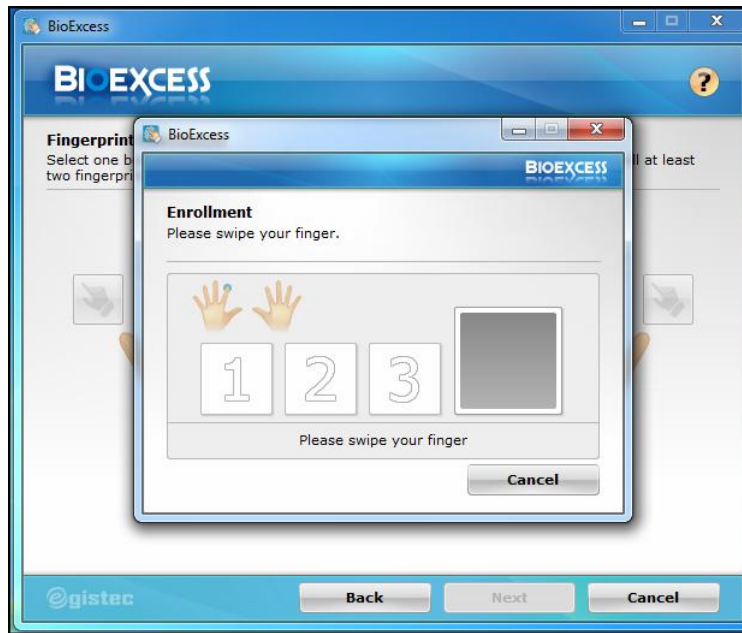 BioExcess
BIOEXCESS
?
Fingerprint
Select one b
ll at least
two fingerpri
BioExcess
BIOEXCESS
Enrollment
Please swipe your finger.
1 2 3
Please swipe your finger
Cancel
egistec
Back Next Cancel